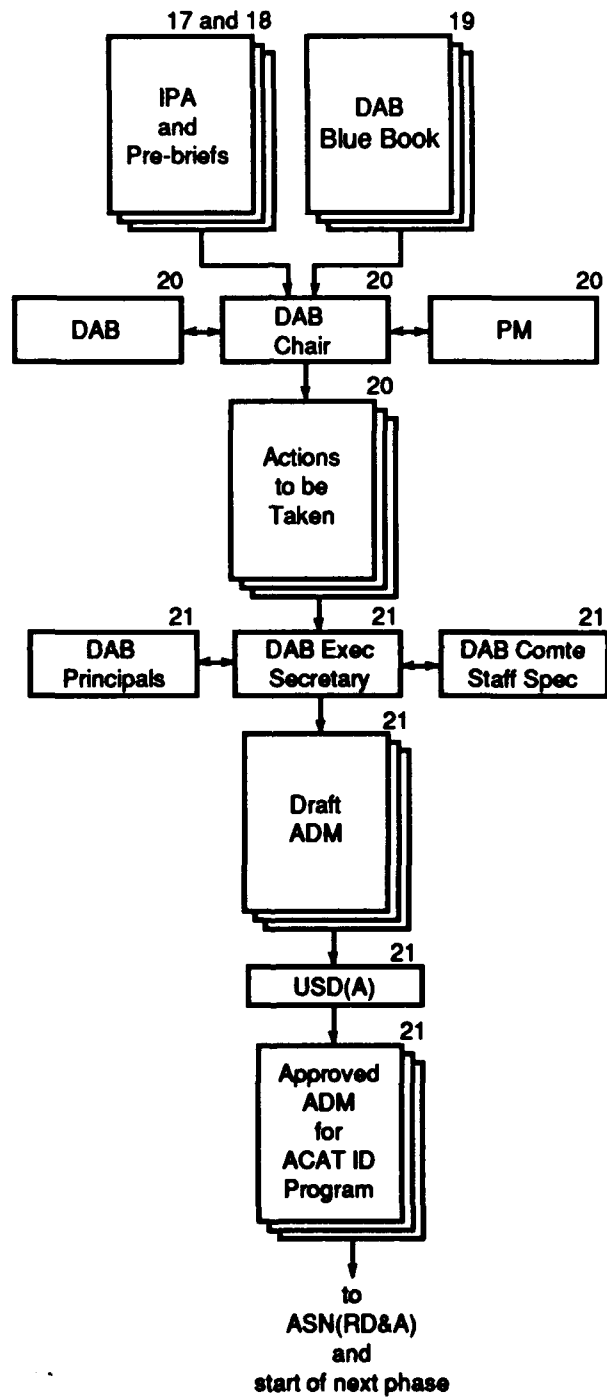 17 and 18
19
IPA
and
Pre-briefs
DAB
Blue Book
20
20
20
DAB
DAB
Chair
PM
20
Actions
to be
Taken
21
21
21
DAB
Principals
DAB Exec
Secretary
DAB Comte
Staff Spec
21
Draft
ADM
21
USD(A)
21
Approved
ADM
for
ACAT ID
Program
to
ASN(RD&A)
and
start of next phase